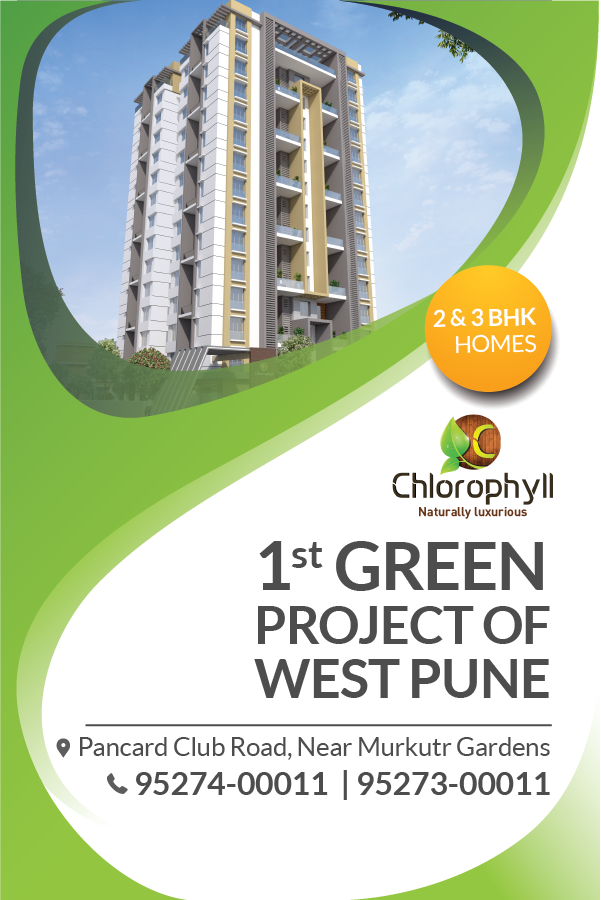 2 & 3 BHK
HOMES
Chlorophyll
Naturally luxurious
1st GREEN
PROJECT OF
WEST PUNE
Pancard Club Road, Near Murkutr Gardens
95274-00011 | 95273-00011